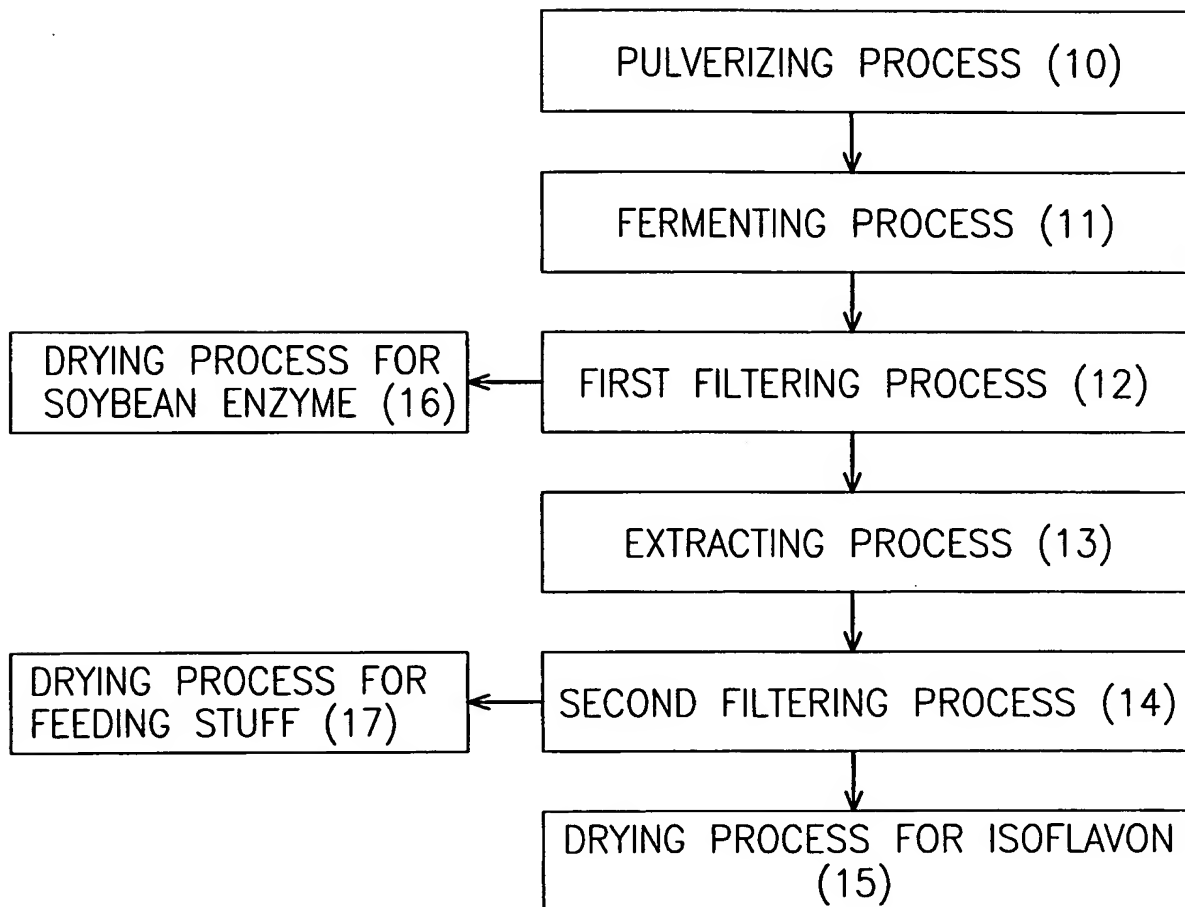 PULVERIZING PROCESS (10)
FERMENTING PROCESS (11)
DRYING PROCESS FOR
SOYBEAN ENZYME (16)
FIRST FILTERING PROCESS (12)
EXTRACTING PROCESS (13)
DRYING PROCESS FOR
FEEDING STUFF (17)
SECOND FILTERING PROCESS (14)
DRYING PROCESS FOR ISOFLAVON
(15)